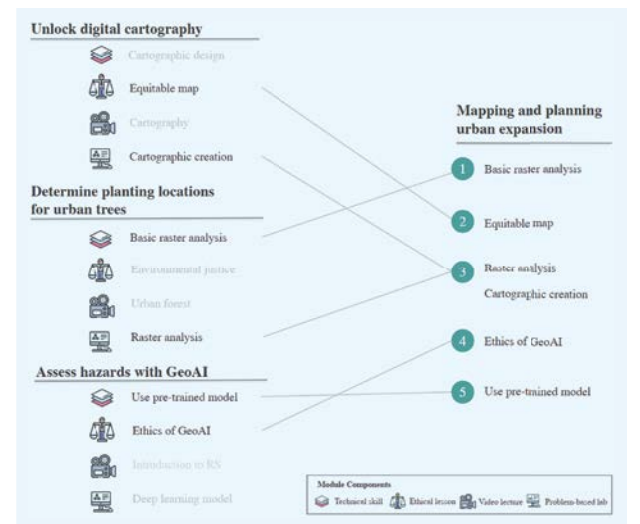 Unlock digital cartography
Cartographic design
Equitable map
Cartography
Cartographic creation
Determine planting locations
for urban trees
Basic raster analysis
Environmental justive
Urban forest
Raster analysis
Assess hazards with GeoAI
Use pre-trained model
Ethics of GeoAI
Introduction to RS
Deep learning model
Mapping and planning
urban expansion
1 Basic raster analysis
2 Equitable map
3 Raster analysis
Cartographic creation
4 Ethics of GeoAI
5 Use pre-trained model
Module Components
Technical skill Ethical lesson Video lecture Problem-based lab